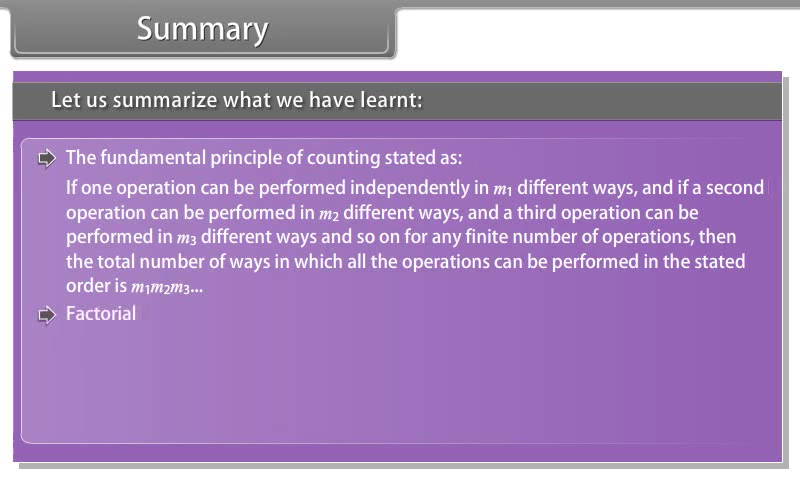 Summary
Let us summarize what we have learnt:
The fundamental principle of counting stated as:
If one operation can be performed independently in m₁ different ways, and if a second
operation can be performed in m₂ different ways, and a third operation can be
performed in m₃ different ways and so on for any finite number of operations, then
the total number of ways in which all the operations can be performed in the stated
order is m₁m₂m₃...
Factorial